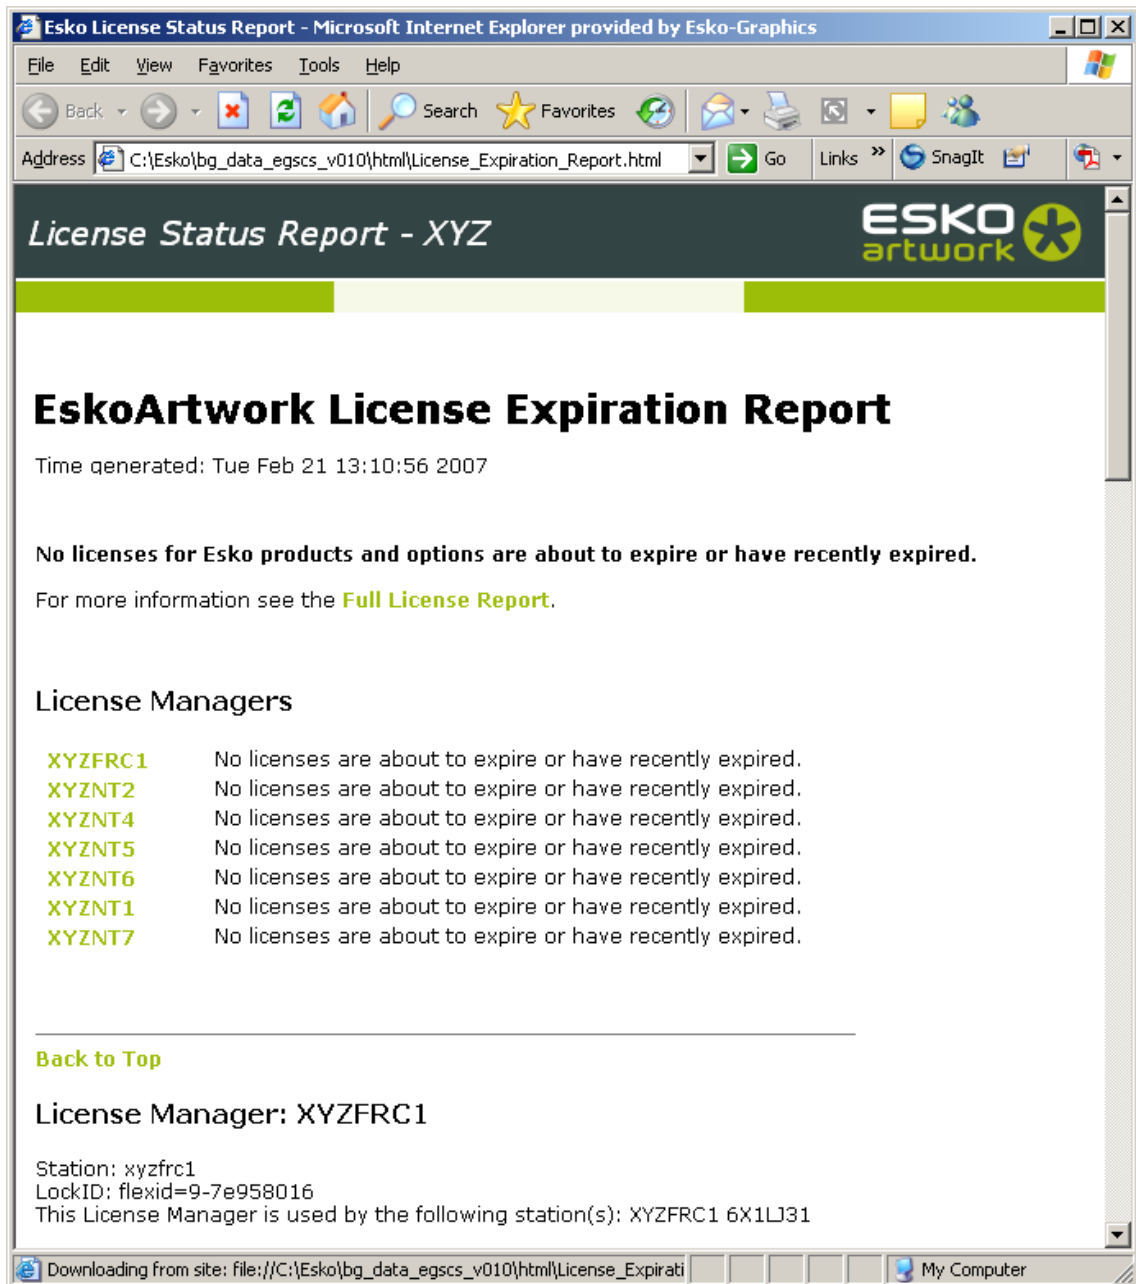 Esko License Status Report - Microsoft Internet Explorer provided by Esko-Graphics
File Edit View Favorites Tools Help
Back Search Favorites
Address C:\Esko\bg_data_egscs_v010\html\License_Expiration_Report.html Go Links » SnagIt
License Status Report - XYZ
ESKO
artwork
EskoArtwork License Expiration Report
Time generated: Tue Feb 21 13:10:56 2007
No licenses for Esko products and options are about to expire or have recently expired.
For more information see the Full License Report.
License Managers
XYZFRC1 No licenses are about to expire or have recently expired.
XYZNT2 No licenses are about to expire or have recently expired.
XYZNT4 No licenses are about to expire or have recently expired.
XYZNT5 No licenses are about to expire or have recently expired.
XYZNT6 No licenses are about to expire or have recently expired.
XYZNT1 No licenses are about to expire or have recently expired.
XYZNT7 No licenses are about to expire or have recently expired.
Back to Top
License Manager: XYZFRC1
Station: xyzfrc1
LockID: flexid=9-7e958016
This License Manager is used by the following station(s): XYZFRC1 6X1LJ31
Downloading from site: file://C:\Esko\bg_data_egscs_v010\html\License_Expirati My Computer